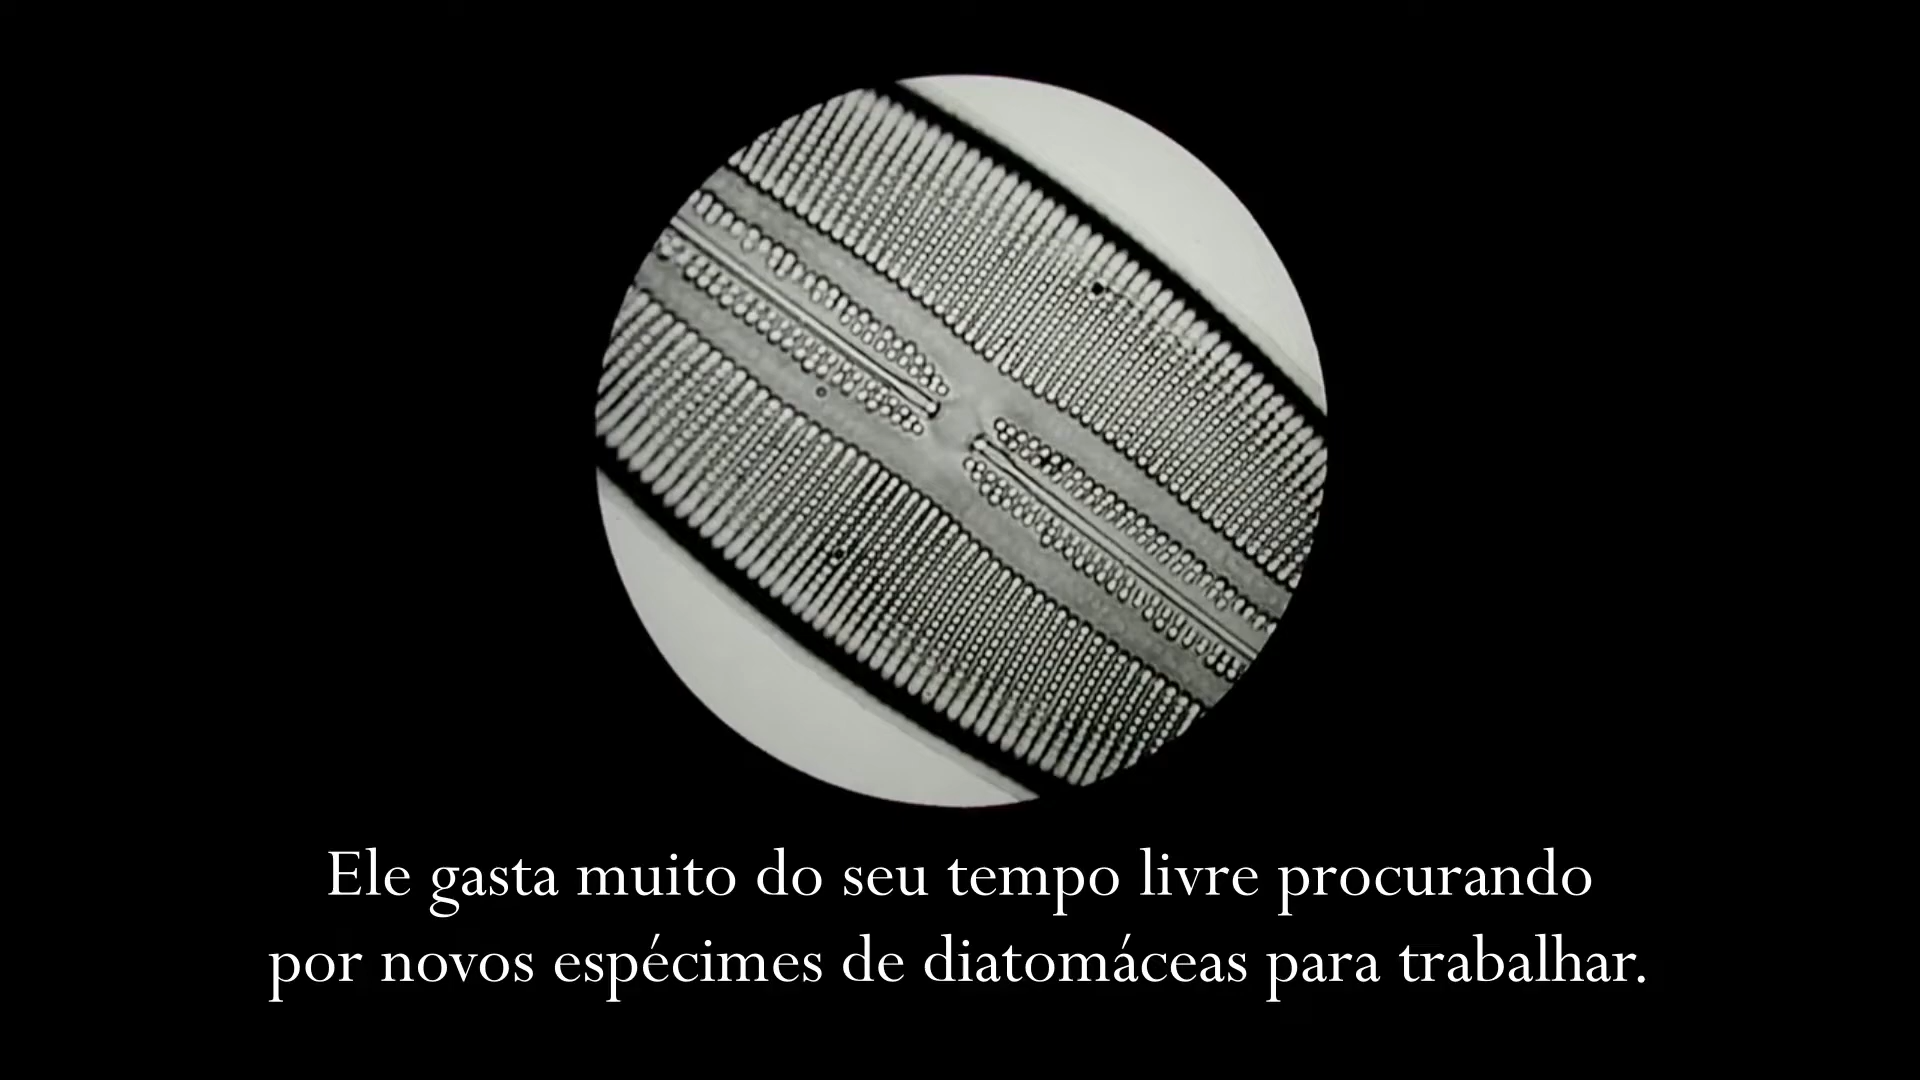 Ele gasta muito do seu tempo livre procurando
por novos espécimes de diatomáceas para trabalhar.